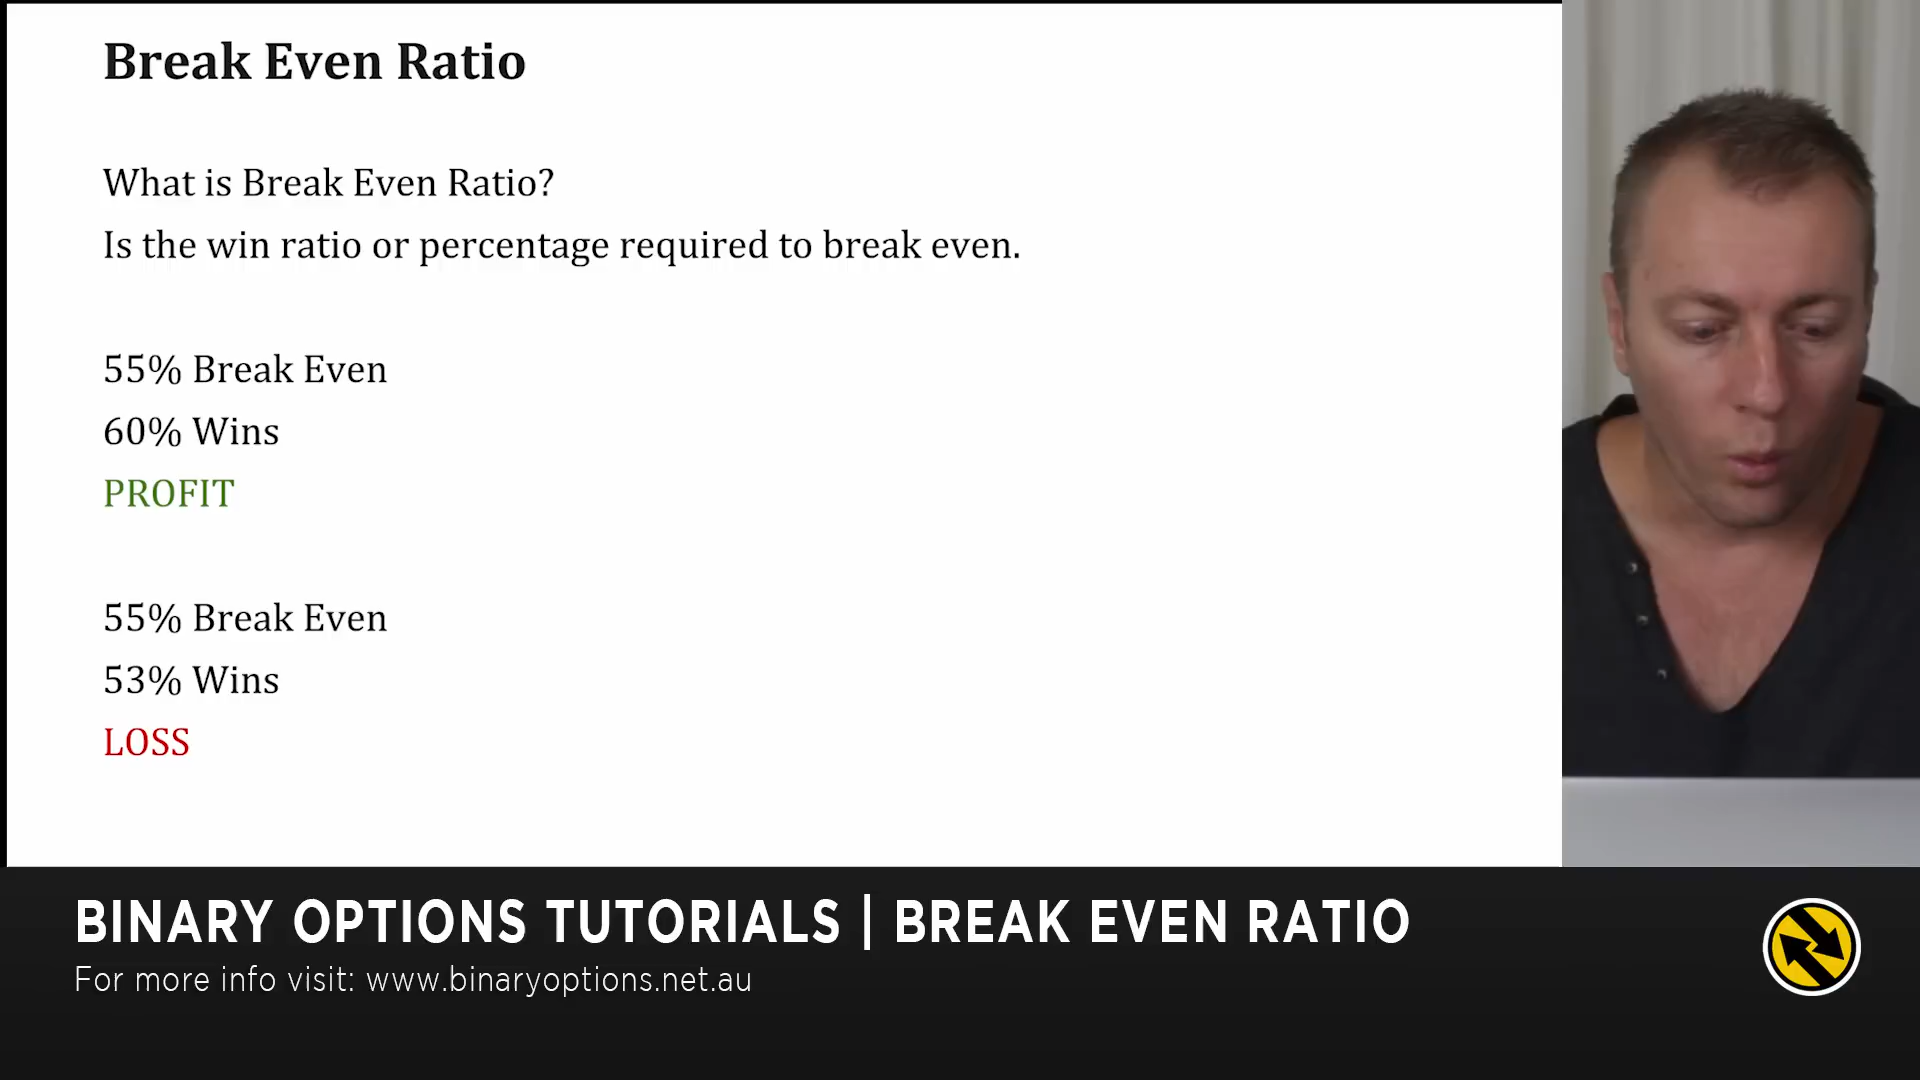 Break Even Ratio
What is Break Even Ratio?
Is the win ratio or percentage required to break even.
55% Break Even
60% Wins
PROFIT
55% Break Even
53% Wins
LOSS
BINARY OPTIONS TUTORIALS | BREAK EVEN RATIO
For more info visit: www.binaryoptions.net.au